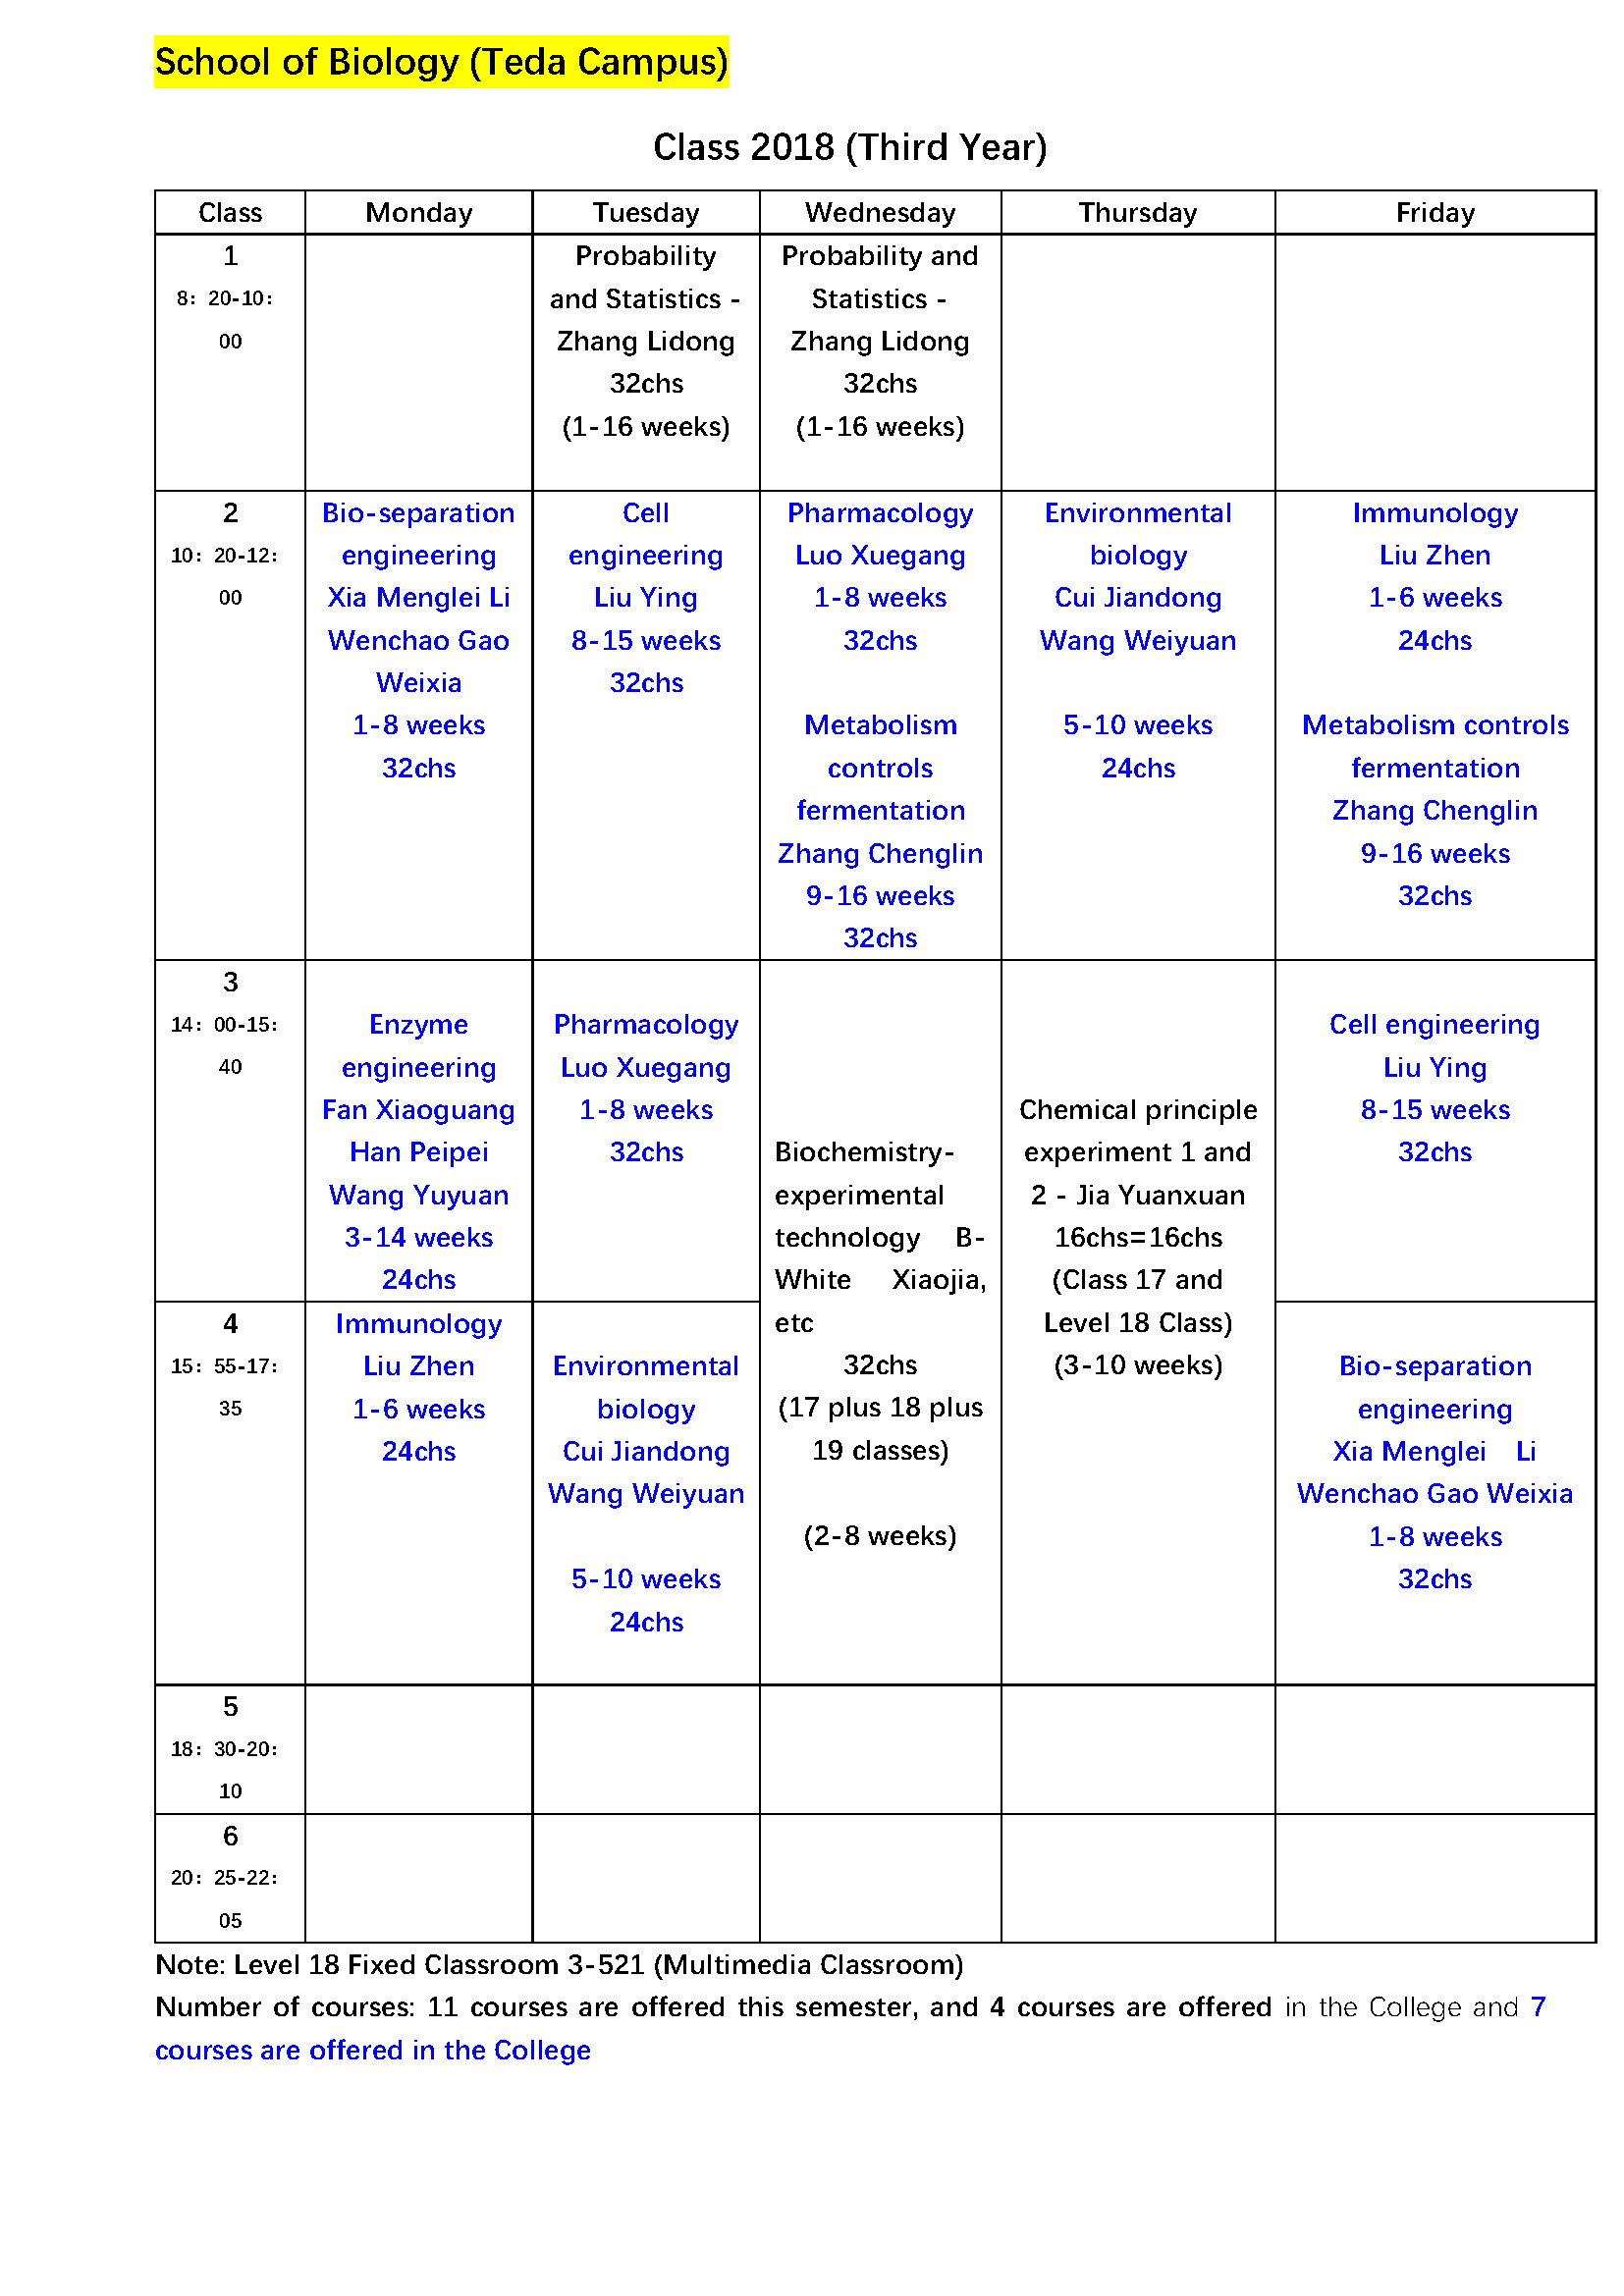 School of Biology (Teda Campus)
Class 2018 (Third Year)
Class Monday Tuesday Wednesday Thursday Friday
1
8: 20-10:
00
Probability
and Statistics -
Zhang Lidong
32chs
(1-16 weeks)
Probability and
Statistics -
Zhang Lidong
32chs
(1-16 weeks)
2
10: 20-12:
00
Bio-separation
engineering
Xia Menglei Li
Wenchao Gao
Weixia
1-8 weeks
32chs
Cell
engineering
Liu Ying
8-15 weeks
32chs
Pharmacology
Luo Xuegang
1-8 weeks
32chs
Metabolism
controls
fermentation
Zhang Chenglin
9-16 weeks
32chs
Environmental
biology
Cui Jiandong
Wang Weiyuan
5-10 weeks
24chs
Immunology
Liu Zhen
1-6 weeks
24chs
Metabolism controls
fermentation
Zhang Chenglin
9-16 weeks
32chs
3
14: 00-15:
40
Enzyme
engineering
Fan Xiaoguang
Han Peipei
Wang Yuyuan
3-14 weeks
24chs
Pharmacology
Luo Xuegang
1-8 weeks
32chs
Biochemistry-
experimental
technology B-
White Xiaojia,
etc
32chs
(17 plus 18 plus
19 classes)
(2-8 weeks)
Chemical principle
experiment 1 and
2 - Jia Yuanxuan
16chs=16chs
(Class 17 and
Level 18 Class)
(3-10 weeks)
Cell engineering
Liu Ying
8-15 weeks
32chs
4
15: 55-17:
35
Immunology
Liu Zhen
1-6 weeks
24chs
Environmental
biology
Cui Jiandong
Wang Weiyuan
5-10 weeks
24chs
Bio-separation
engineering
Xia Menglei Li
Wenchao Gao Weixia
1-8 weeks
32chs
5
18: 30-20:
10
6
20: 25-22:
05
Note: Level 18 Fixed Classroom 3-521 (Multimedia Classroom)
Number of courses: 11 courses are offered this semester, and 4 courses are offered in the College and 7
courses are offered in the College